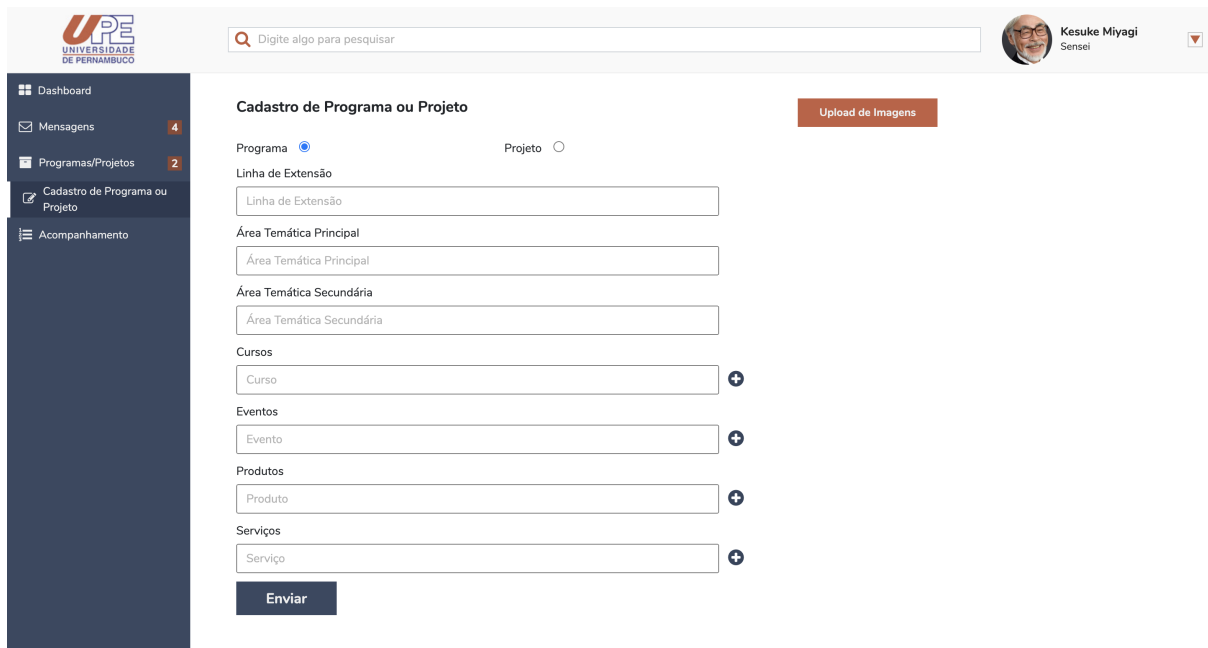 UPE
UNIVERSIDADE
DE PERNAMBUCO
Digite algo para pesquisar
Kesuke Miyagi
Sensei
Dashboard
Mensagens 4
Programas/Projetos 2
Cadastro de Programa ou
Projeto
Acompanhamento
Cadastro de Programa ou Projeto
Upload de Imagens
Programa Projeto
Linha de Extensão
Linha de Extensão
Área Temática Principal
Área Temática Principal
Área Temática Secundária
Área Temática Secundária
Cursos
Curso
Eventos
Evento
Produtos
Produto
Serviços
Serviço
Enviar